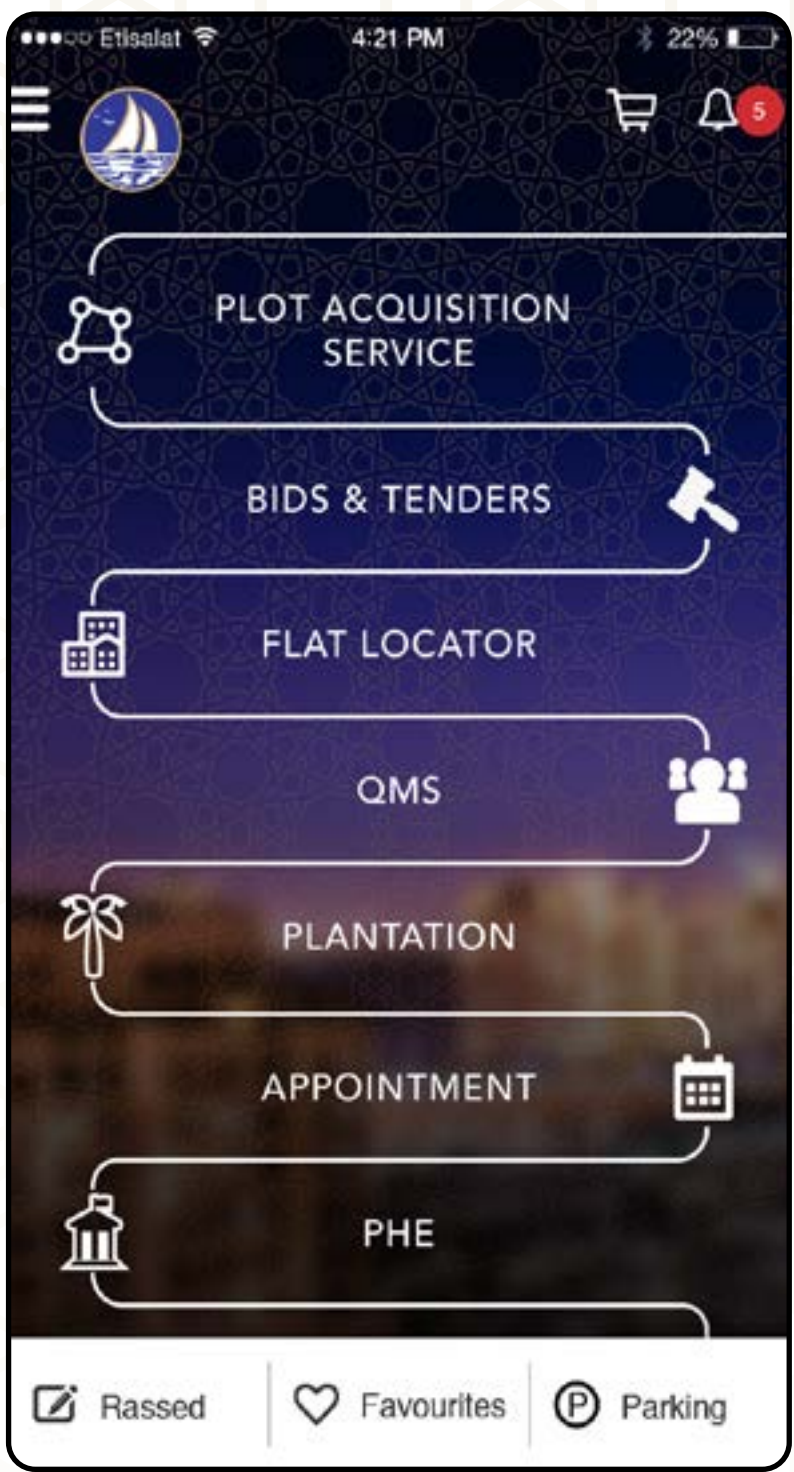 Etisalat 4:21 PM 22%
5
PLOT ACQUISITION
SERVICE
BIDS & TENDERS
FLAT LOCATOR
QMS
PLANTATION
APPOINTMENT
PHE
Rassed Favourites P Parking